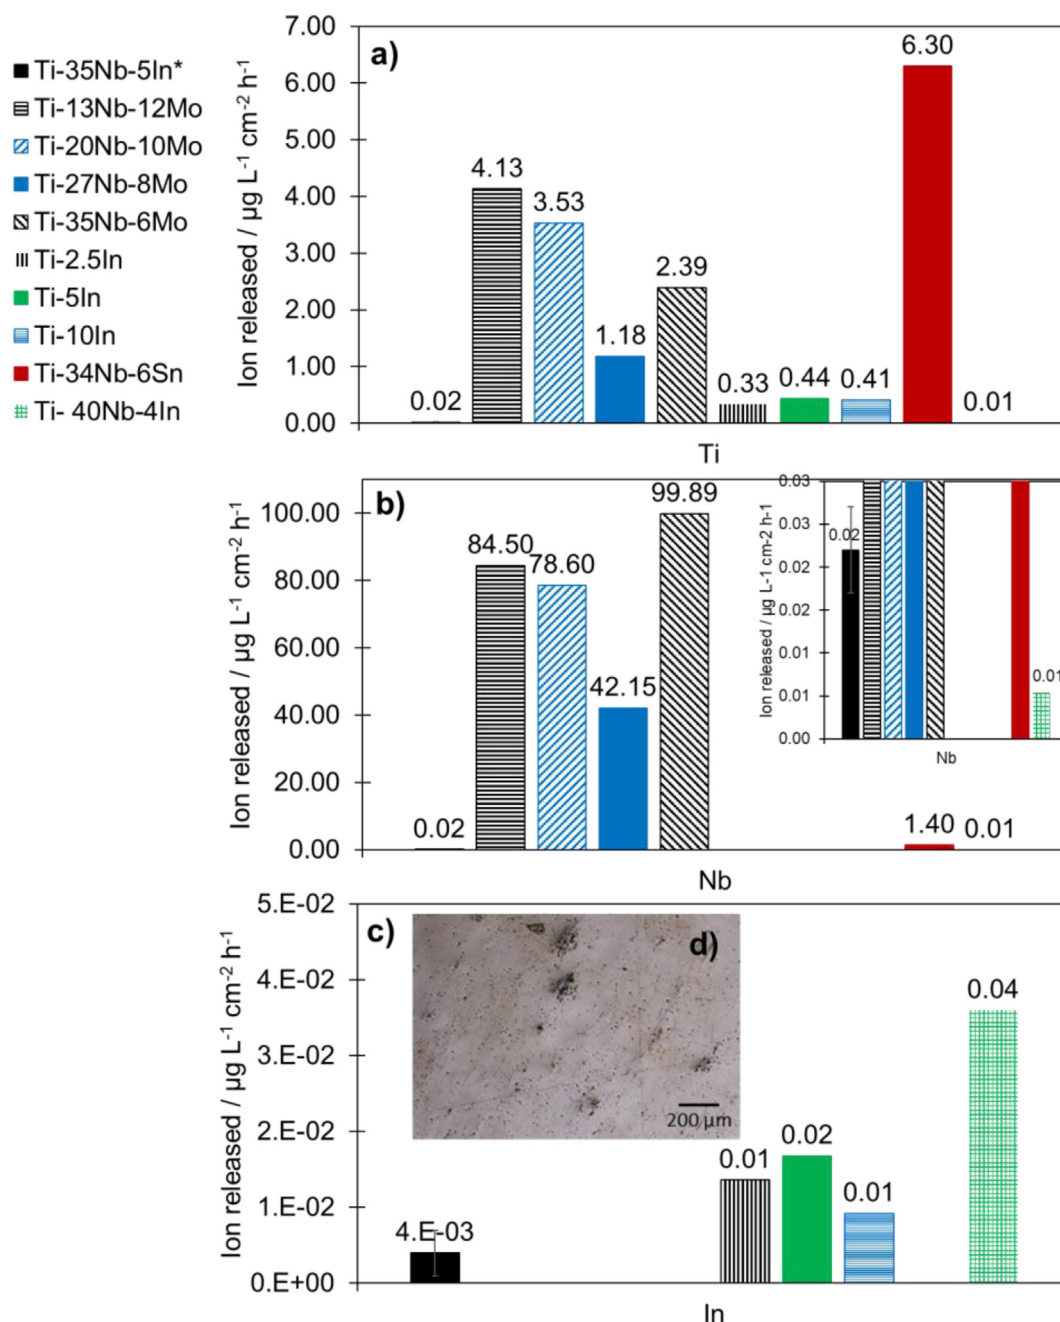 Ti-35Nb-5In*
Ti-13Nb-12Mo
Ti-20Nb-10Mo
Ti-27Nb-8Mo
Ti-35Nb-6Mo
Ti-2.5In
Ti-5In
Ti-10In
Ti-34Nb-6Sn
Ti- 40Nb-4In
a)
Ion released / µg L⁻¹ cm⁻² h⁻¹
7.00
6.00
5.00
4.00
3.00
2.00
1.00
0.00
0.02
4.13
3.53
1.18
2.39
0.33
0.44
0.41
6.30
0.01
Ti
b)
Ion released / µg L⁻¹ cm⁻² h⁻¹
100.00
80.00
60.00
40.00
20.00
0.00
0.02
84.50
78.60
42.15
99.89
1.40
0.01
Nb
Ion released / µg L-1 cm-2 h-1
0.03
0.03
0.02
0.02
0.01
0.01
0.00
0.02
0.01
Nb
c)
Ion released / µg L⁻¹ cm⁻² h⁻¹
5.E-02
4.E-02
3.E-02
2.E-02
1.E-02
0.E+00
4.E-03
0.01
0.02
0.01
0.04
In
d)
200 µm